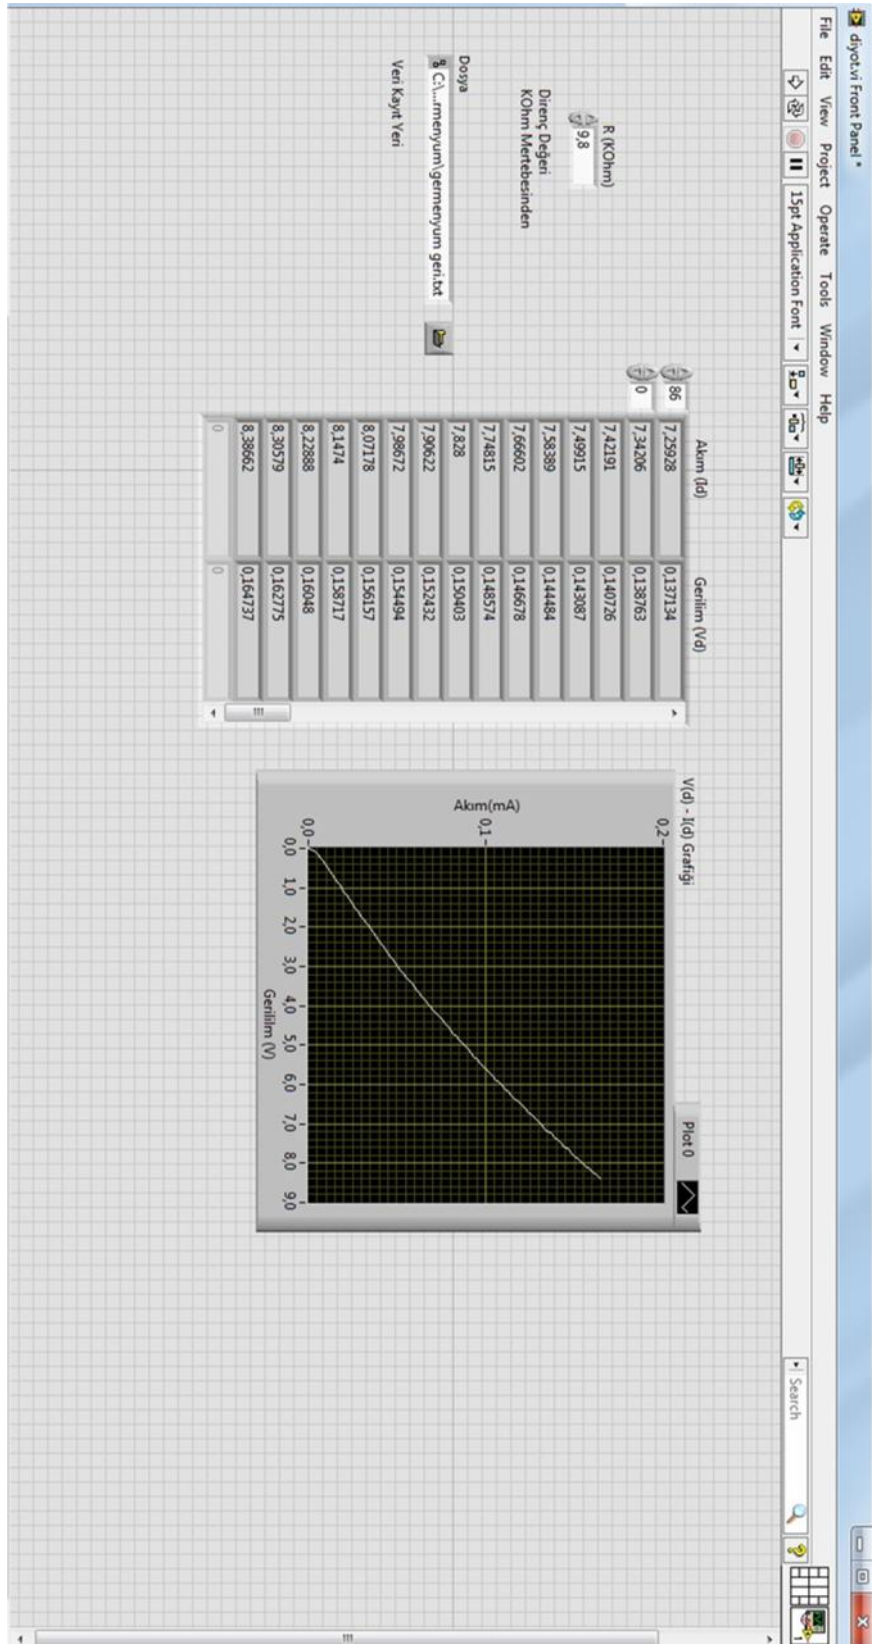 diyot.vi Front Panel *
File Edit View Project Operate Tools Window Help
15pt Application Font
Search
R (KOhm)
9,8
Direnç Değeri
KOhm Mertebesinden
Dosya
C:\...rmenyum\germenyum geri.txt
Veri Kayıt Yeri
86
0
Akım (Id) Gerilim (Vd)
7,25928 0,137134
7,34206 0,138763
7,42191 0,140726
7,49915 0,143087
7,58389 0,144484
7,66602 0,146678
7,74815 0,148574
7,828 0,150403
7,90622 0,152432
7,98672 0,154494
8,07178 0,156157
8,1474 0,158717
8,22888 0,16048
8,30579 0,162775
8,38662 0,164737
0 0
V(d) - I(d) Grafiği
Plot 0
Akım(mA)
0,2
0,1
0,0
0,0 1,0 2,0 3,0 4,0 5,0 6,0 7,0 8,0 9,0
Gerililm (V)